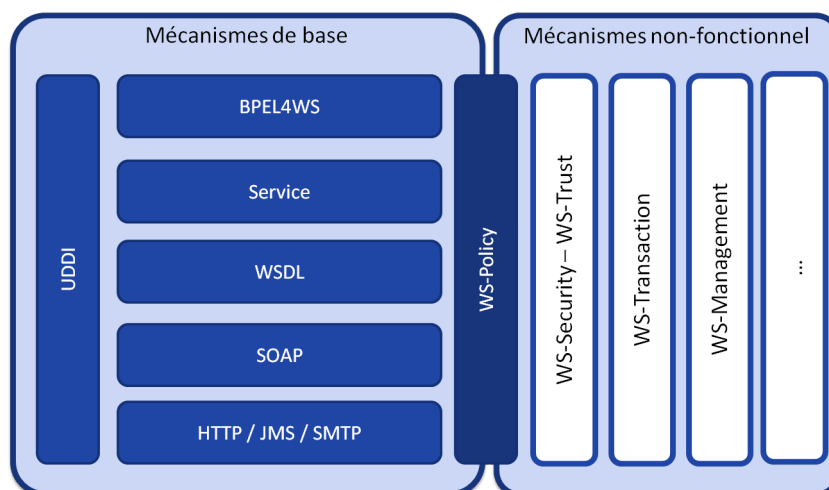 Mécanismes de base
Mécanismes non-fonctionnel
UDDI
BPEL4WS
Service
WSDL
SOAP
HTTP / JMS / SMTP
WS-Policy
WS-Security – WS-Trust
WS-Transaction
WS-Management
...